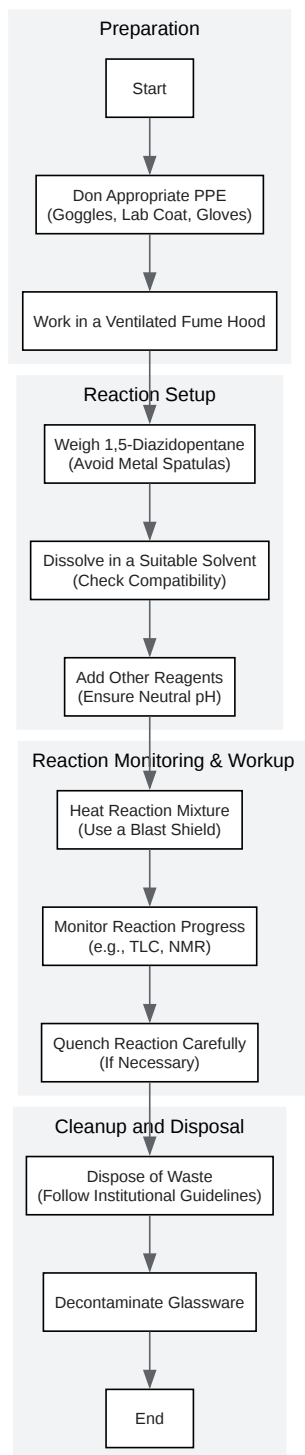 Preparation
Start
Don Appropriate PPE
(Goggles, Lab Coat, Gloves)
Work in a Ventilated Fume Hood
Reaction Setup
Weigh 1,5-Diazidopentane
(Avoid Metal Spatulas)
Dissolve in a Suitable Solvent
(Check Compatibility)
Add Other Reagents
(Ensure Neutral pH)
Reaction Monitoring & Workup
Heat Reaction Mixture
(Use a Blast Shield)
Monitor Reaction Progress
(e.g., TLC, NMR)
Quench Reaction Carefully
(If Necessary)
Cleanup and Disposal
Dispose of Waste
(Follow Institutional Guidelines)
Decontaminate Glassware
End